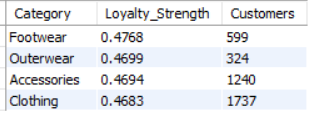 Category Loyalty_Strength Customers
Footwear 0.4768 599
Outerwear 0.4699 324
Accessories 0.4694 1240
Clothing 0.4683 1737